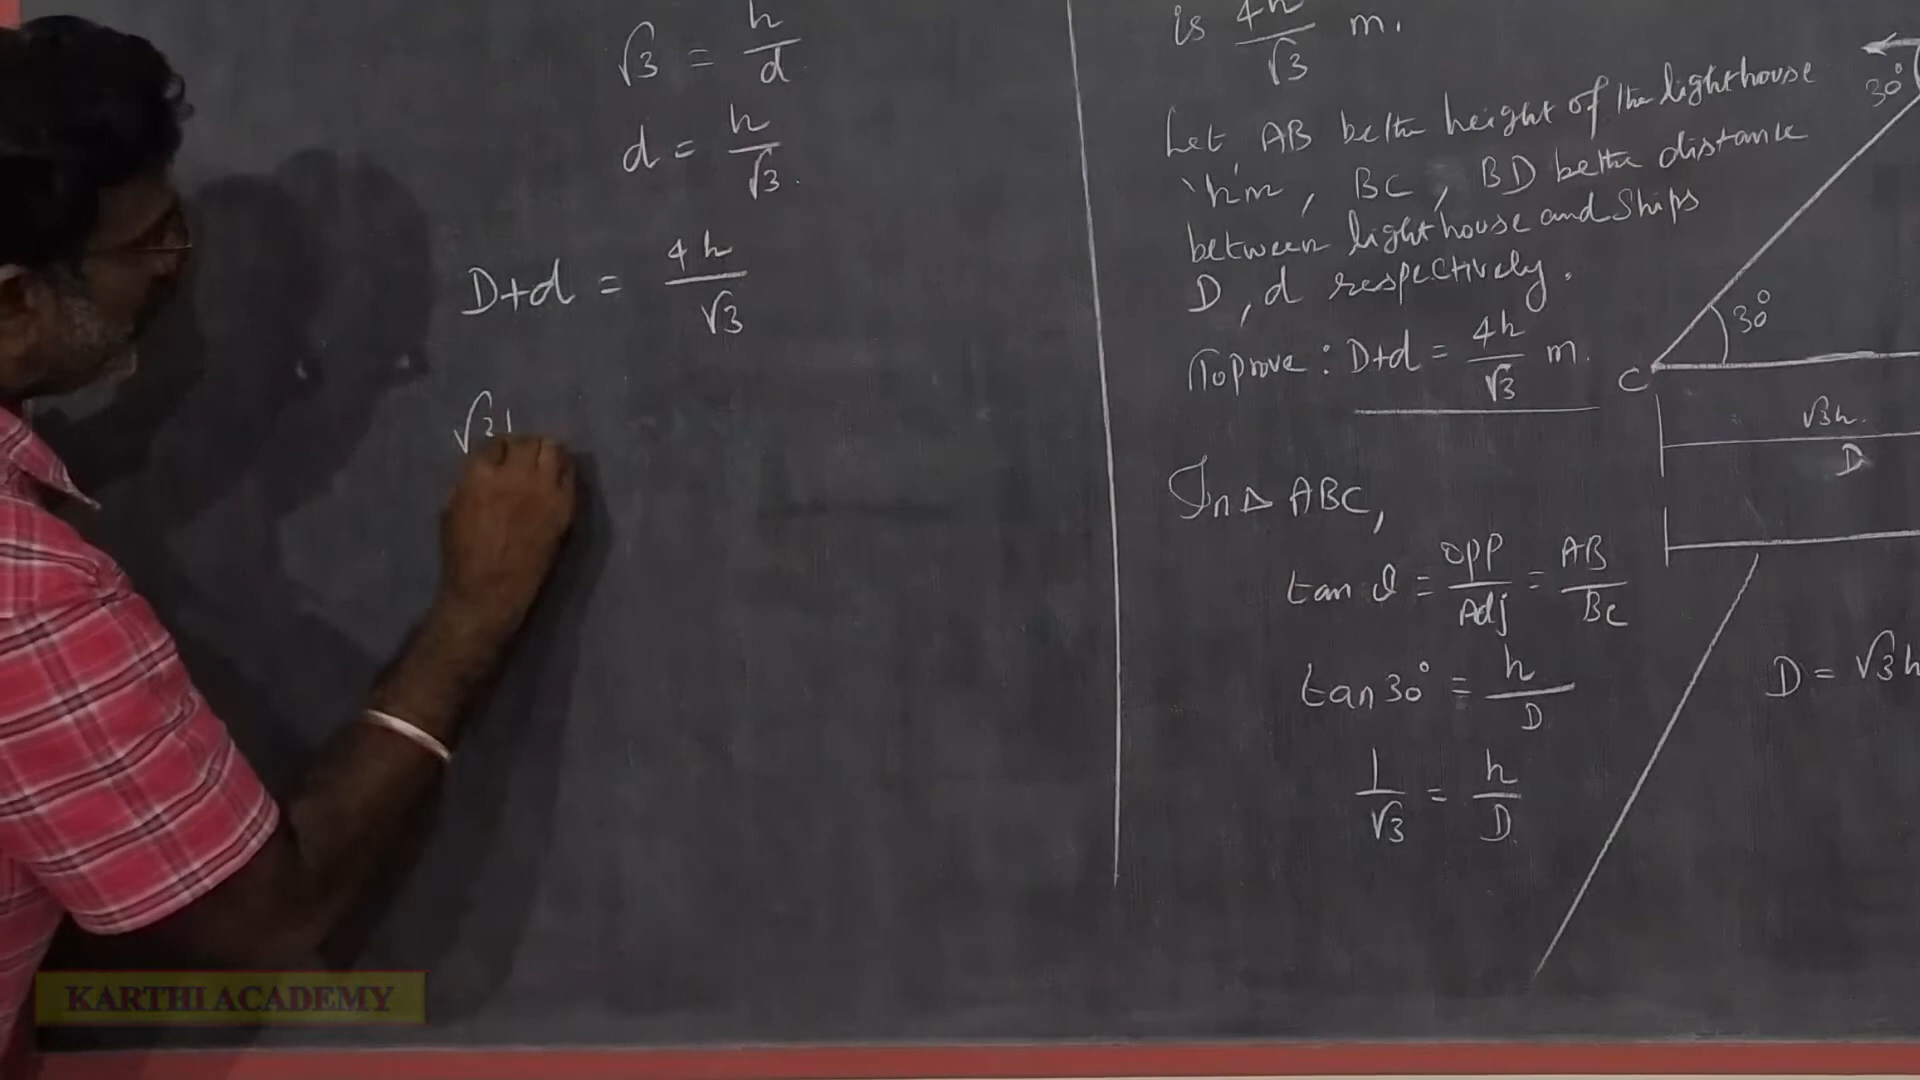 √3 = h/d
d = h/√3.
D+d = 4h/√3
√3h
is 4h/√3 m.
Let, AB be the height of the lighthouse
'h'm, BC, BD be the distance
between lighthouse and Ships
D, d respectively.
To prove : D+d = 4h/√3 m.
In Δ ABC,
tan θ = opp/Adj = AB/BC
tan 30° = h/D
1/√3 = h/D
30°
30°
C
√3h.
D
D = √3h
KARTHI ACADEMY